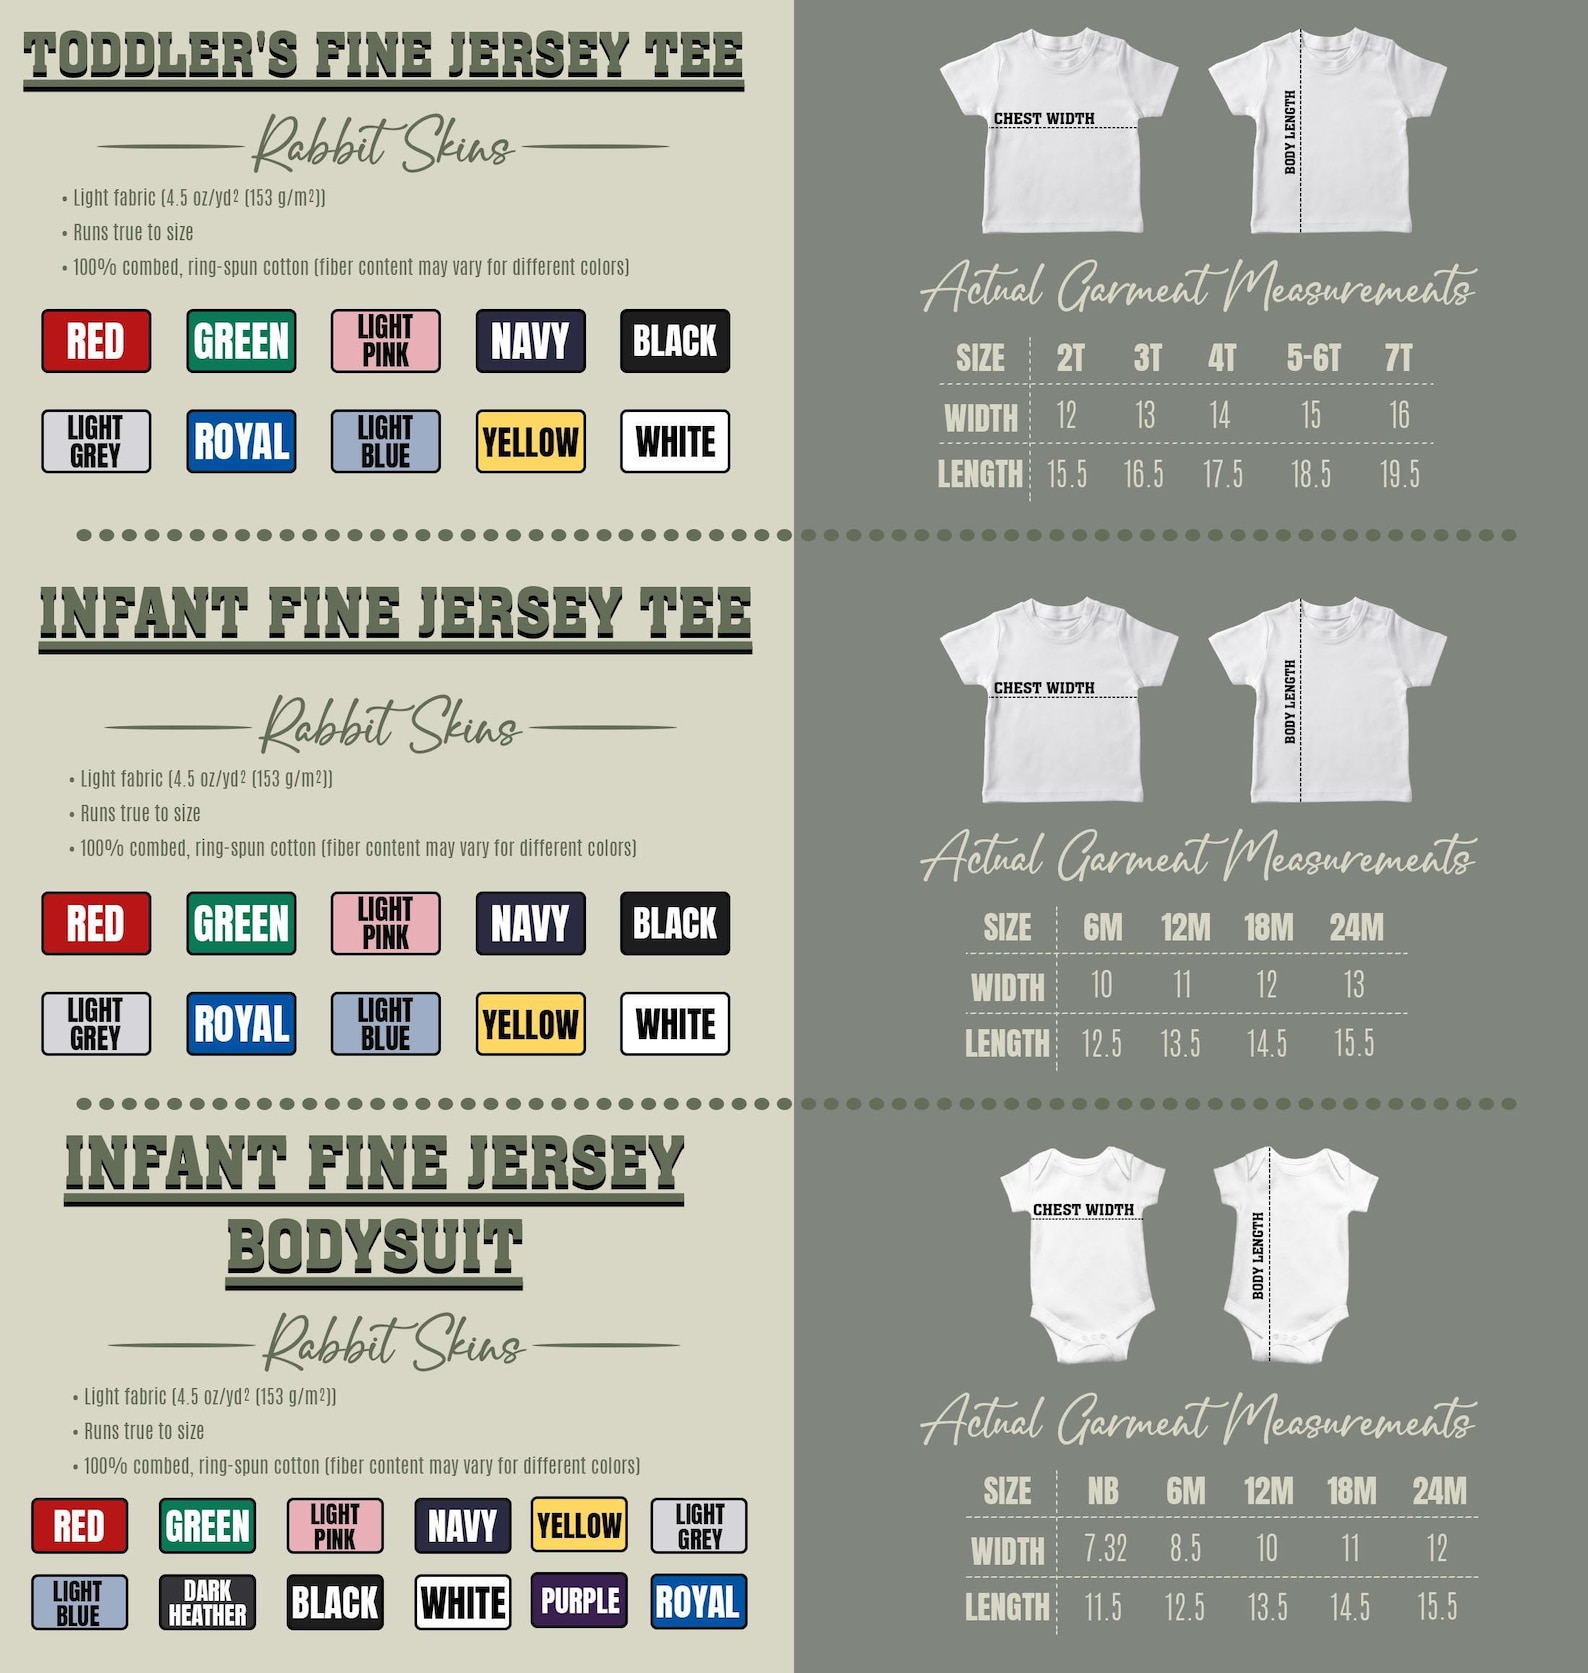 TODDLER'S FINE JERSEY TEE
Rabbit Skins
• Light fabric (4.5 oz/yd² (153 g/m²))
• Runs true to size
• 100% combed, ring-spun cotton (fiber content may vary for different colors)
RED GREEN LIGHT PINK NAVY BLACK
LIGHT GREY ROYAL LIGHT BLUE YELLOW WHITE
CHEST WIDTH
BODY LENGTH
Actual Garment Measurements
SIZE 2T 3T 4T 5-6T 7T
WIDTH 12 13 14 15 16
LENGTH 15.5 16.5 17.5 18.5 19.5
INFANT FINE JERSEY TEE
Rabbit Skins
• Light fabric (4.5 oz/yd² (153 g/m²))
• Runs true to size
• 100% combed, ring-spun cotton (fiber content may vary for different colors)
RED GREEN LIGHT PINK NAVY BLACK
LIGHT GREY ROYAL LIGHT BLUE YELLOW WHITE
CHEST WIDTH
BODY LENGTH
Actual Garment Measurements
SIZE 6M 12M 18M 24M
WIDTH 10 11 12 13
LENGTH 12.5 13.5 14.5 15.5
INFANT FINE JERSEY
BODYSUIT
Rabbit Skins
• Light fabric (4.5 oz/yd² (153 g/m²))
• Runs true to size
• 100% combed, ring-spun cotton (fiber content may vary for different colors)
RED GREEN LIGHT PINK NAVY YELLOW LIGHT GREY
LIGHT BLUE DARK HEATHER BLACK WHITE PURPLE ROYAL
CHEST WIDTH
BODY LENGTH
Actual Garment Measurements
SIZE NB 6M 12M 18M 24M
WIDTH 7.32 8.5 10 11 12
LENGTH 11.5 12.5 13.5 14.5 15.5